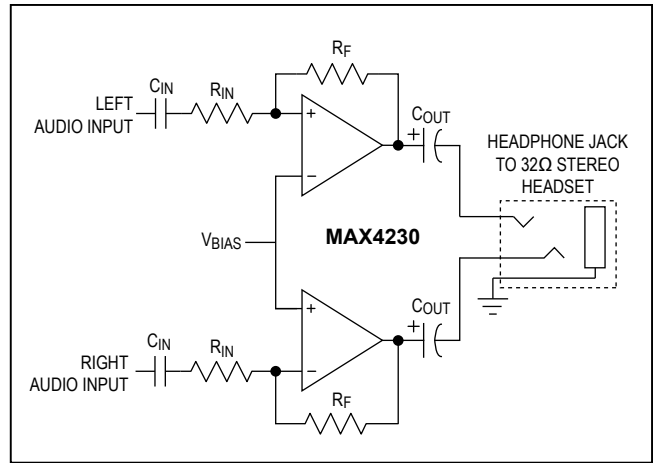 RF
CIN
RIN
LEFT
AUDIO INPUT
+
−
COUT
+
HEADPHONE JACK
TO 32Ω STEREO
HEADSET
VBIAS
MAX4230
+
−
COUT
+
CIN
RIN
RIGHT
AUDIO INPUT
RF